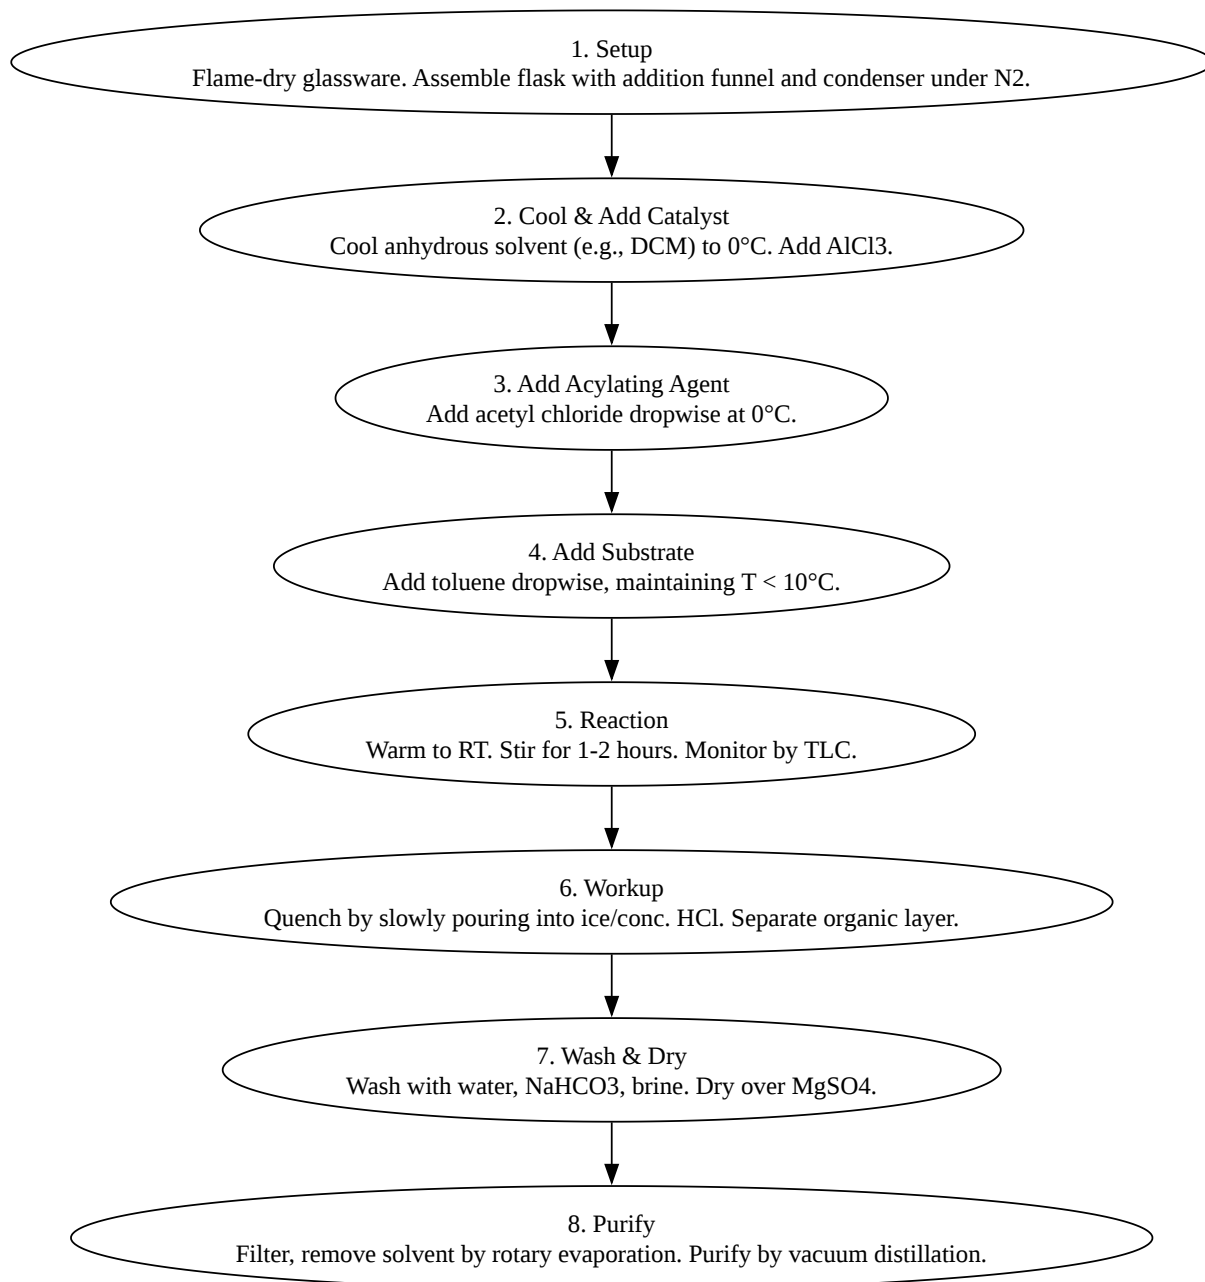 1. Setup
Flame-dry glassware. Assemble flask with addition funnel and condenser under N2.
2. Cool & Add Catalyst
Cool anhydrous solvent (e.g., DCM) to 0°C. Add AlCl3.
3. Add Acylating Agent
Add acetyl chloride dropwise at 0°C.
4. Add Substrate
Add toluene dropwise, maintaining T < 10°C.
5. Reaction
Warm to RT. Stir for 1-2 hours. Monitor by TLC.
6. Workup
Quench by slowly pouring into ice/conc. HCl. Separate organic layer.
7. Wash & Dry
Wash with water, NaHCO3, brine. Dry over MgSO4.
8. Purify
Filter, remove solvent by rotary evaporation. Purify by vacuum distillation.